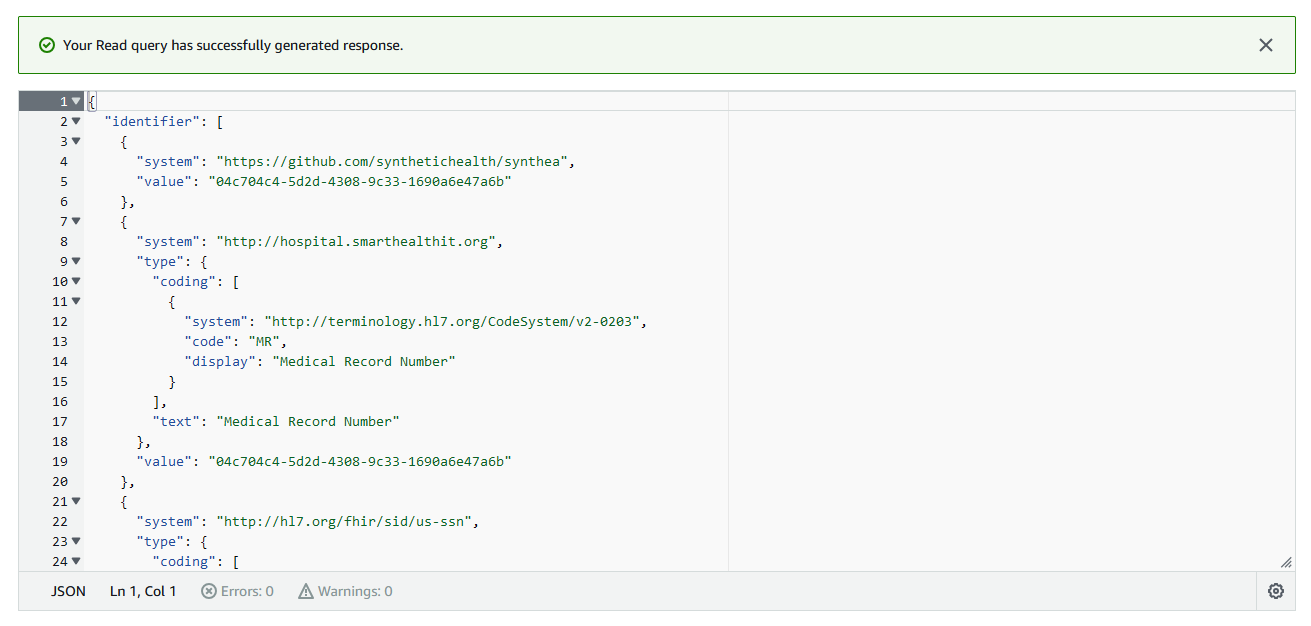 Your Read query has successfully generated response.
1 {
2 "identifier": [
3 {
4 "system": "https://github.com/synthetichealth/synthea",
5 "value": "04c704c4-5d2d-4308-9c33-1690a6e47a6b"
6 },
7 {
8 "system": "http://hospital.smarthealthit.org",
9 "type": {
10 "coding": [
11 {
12 "system": "http://terminology.hl7.org/CodeSystem/v2-0203",
13 "code": "MR",
14 "display": "Medical Record Number"
15 }
16 ],
17 "text": "Medical Record Number"
18 },
19 "value": "04c704c4-5d2d-4308-9c33-1690a6e47a6b"
20 },
21 {
22 "system": "http://hl7.org/fhir/sid/us-ssn",
23 "type": {
24 "coding": [
JSON Ln 1, Col 1 Errors: 0 Warnings: 0